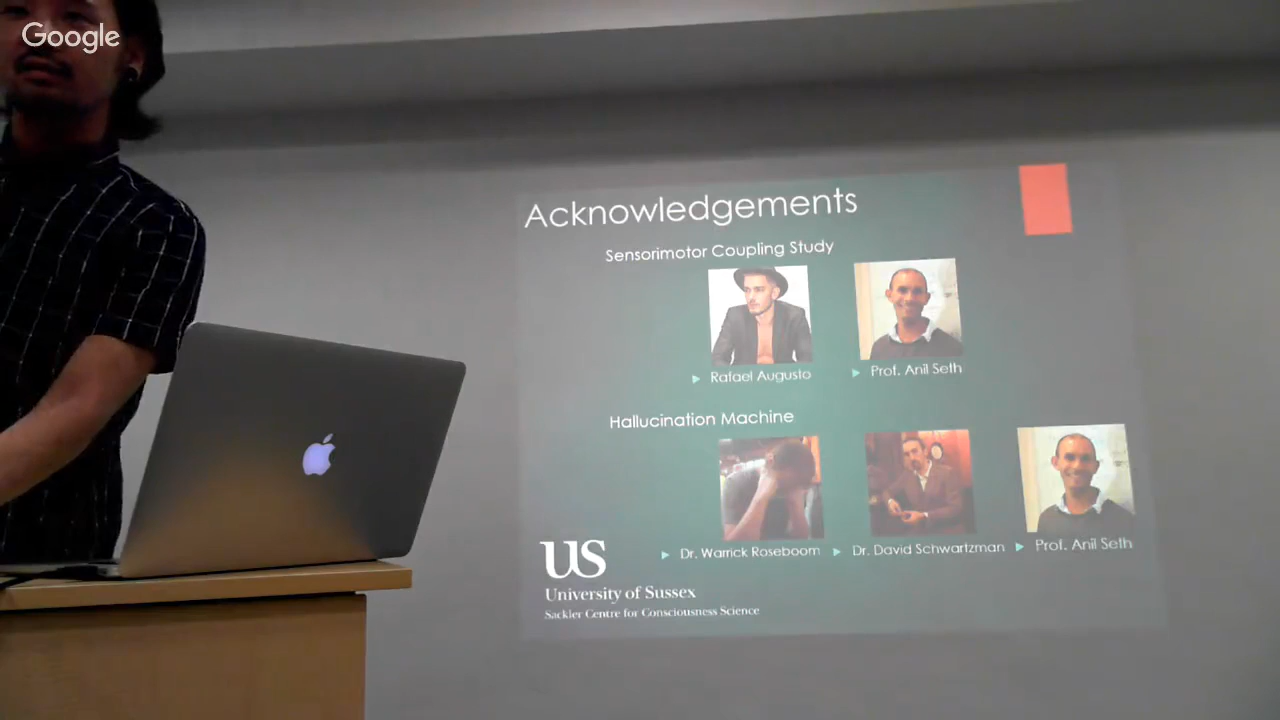 Google
Acknowledgements
Sensorimotor Coupling Study
Rafael Augusto
Prof. Anil Seth
Hallucination Machine
Dr. Warrick Roseboom
Dr. David Schwartzman
Prof. Anil Seth
US
University of Sussex
Sackler Centre for Consciousness Science